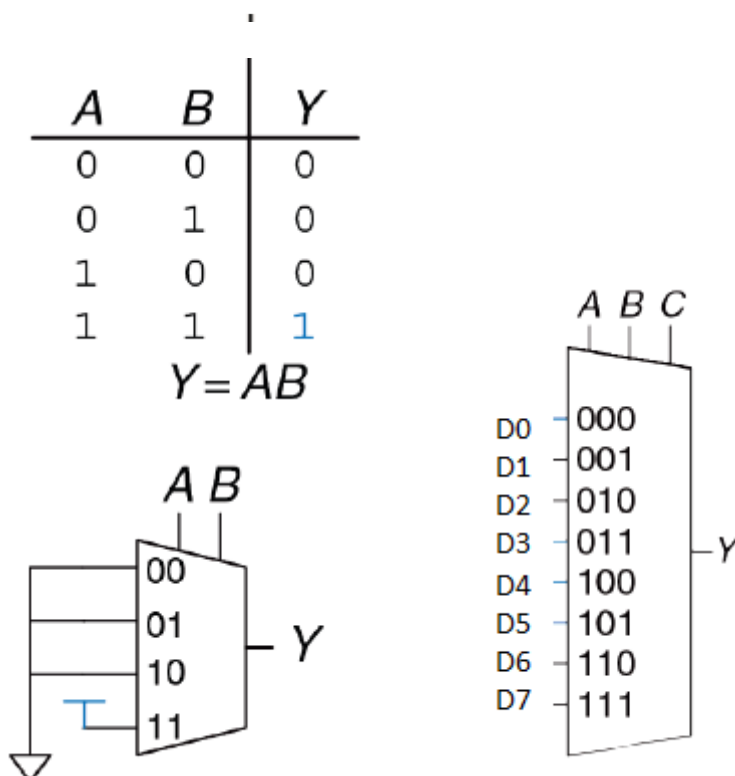 A B Y
0 0 0
0 1 0
1 0 0
1 1 1
Y = AB
A B
00
01
10
11
Y
A B C
D0 000
D1 001
D2 010
D3 011
D4 100
D5 101
D6 110
D7 111
Y